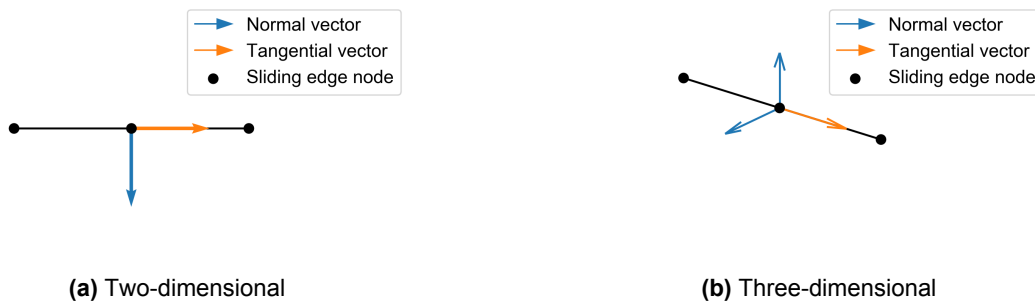 Normal vector
Tangential vector
Sliding edge node
(a) Two-dimensional
Normal vector
Tangential vector
Sliding edge node
(b) Three-dimensional